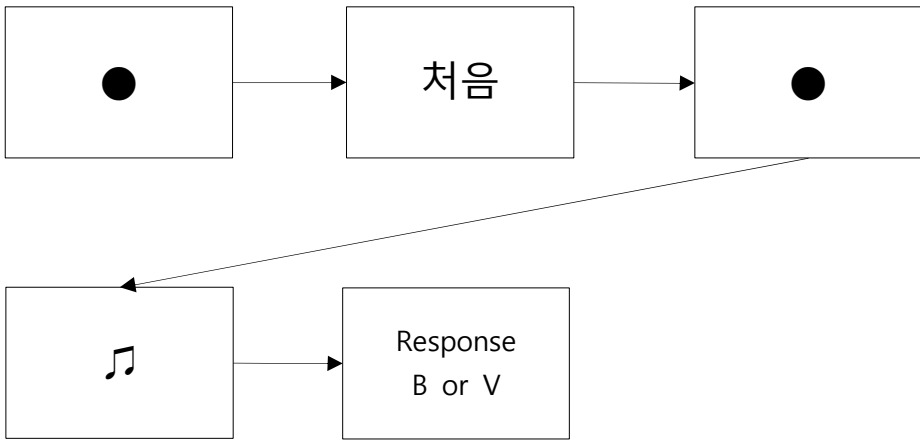 처음
Response
B or V